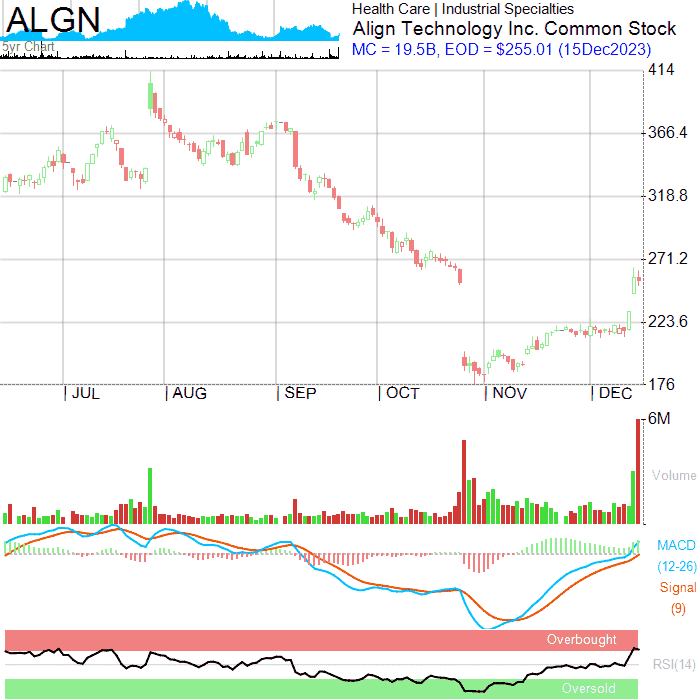 ALGN
5yr Chart
Health Care | Industrial Specialties
Align Technology Inc. Common Stock
MC = 19.5B, EOD = $255.01 (15Dec2023)
414
366.4
318.8
271.2
223.6
176
JUL AUG SEP OCT NOV DEC
6M
Volume
MACD
(12-26)
Signal
(9)
Overbought
RSI(14)
Oversold